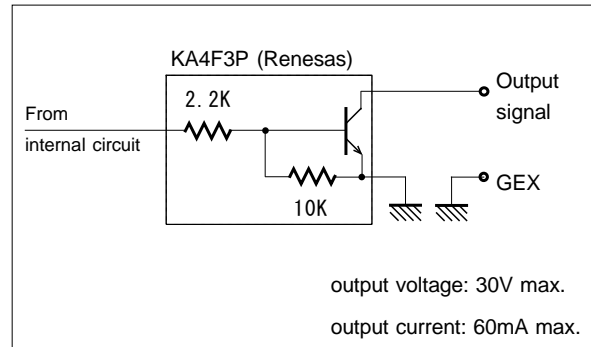 KA4F3P (Renesas)
2.2K
From
internal circuit
Output
signal
GEX
10K
output voltage: 30V max.
output current: 60mA max.